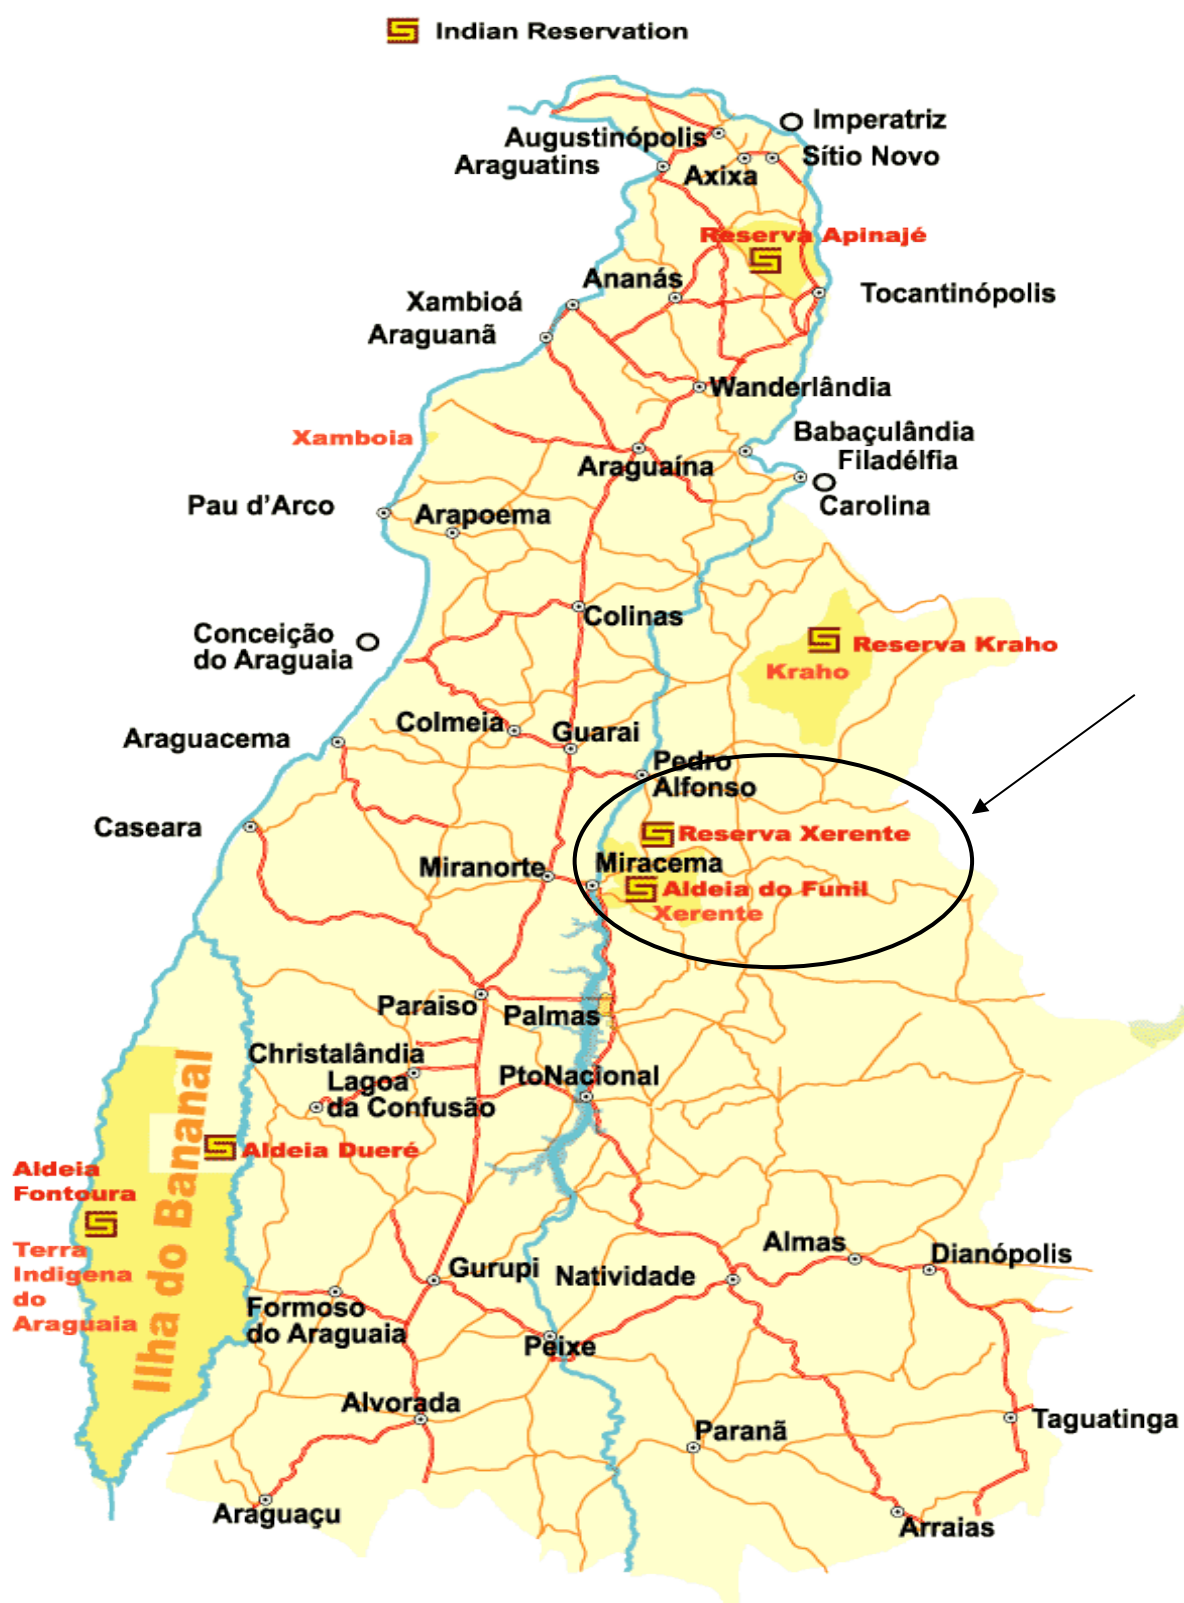 Indian Reservation
Imperatriz
Augustinópolis
Sítio Novo
Araguatins
Axixa
Reserva Apinajé
Ananás
Xambioá
Tocantinópolis
Araguanã
Wanderlândia
Xamboia
Babaçulândia
Filadélfia
Araguaína
Pau d'Arco
Arapoema
Carolina
Colinas
Conceição
do Araguaia
Reserva Kraho
Kraho
Colmeia
Guarai
Araguacema
Pedro
Alfonso
Caseara
Reserva Xerente
Miranorte
Miracema
Aldeia do Funil
Xerente
Paraiso
Palmas
Christalândia
Lagoa
da Confusão
PtoNacional
Ilha do Bananal
Aldeia Dueré
Aldeia
Fontoura
Terra
Indigena
do
Araguaia
Almas
Dianópolis
Gurupi
Natividade
Formoso
do Araguaia
Peixe
Alvorada
Paranã
Taguatinga
Araguaçu
Arraias